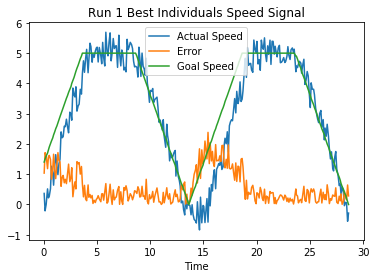 Run 1 Best Individuals Speed Signal
Actual Speed
Error
Goal Speed
6
5
4
3
2
1
0
−1
0 5 10 15 20 25 30
Time